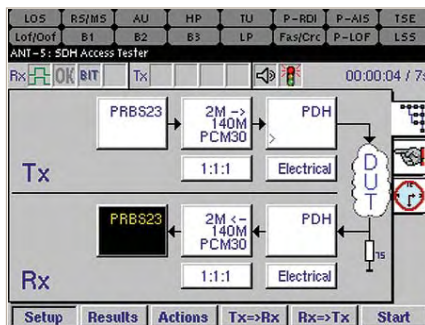 LOS RS/MS AU HP TU P-RDI P-AIS TSE
Lof/Oof B1 B2 B3 LP Fas/Crc P-LOF LSS
ANT-5 : SDH Access Tester
Rx OK BIT Tx 00:00:04 / 7s
PRBS23 2M -> 140M PCM30 PDH
>
1:1:1 Electrical
Tx
DUT
PRBS23 2M <- 140M PCM30 PDH
75
1:1:1 Electrical
Rx
Setup Results Actions Tx=>Rx Rx=>Tx Start